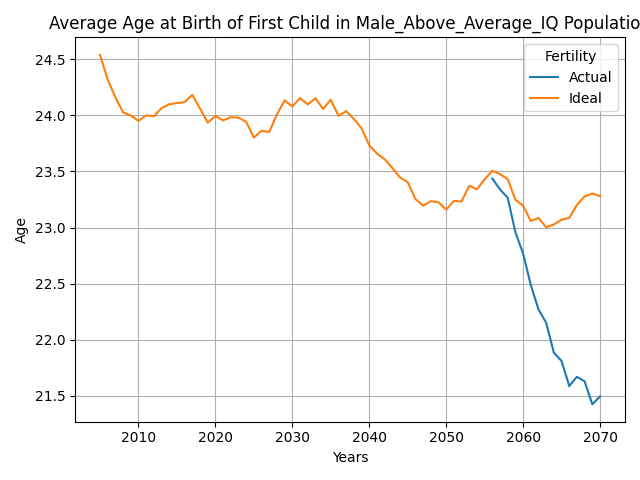 Average Age at Birth of First Child in Male_Above_Average_IQ Populatio
Fertility
Actual
Ideal
24.5
24.0
23.5
23.0
22.5
22.0
21.5
Age
2010
2020
2030
2040
2050
2060
2070
Years